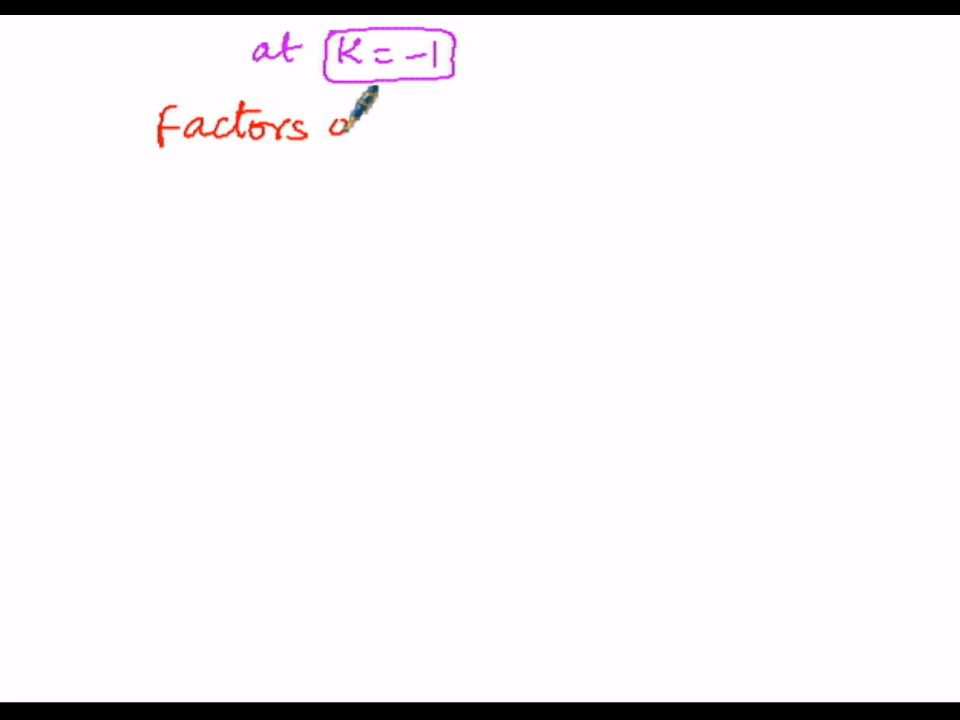 at K = -1
Factors o